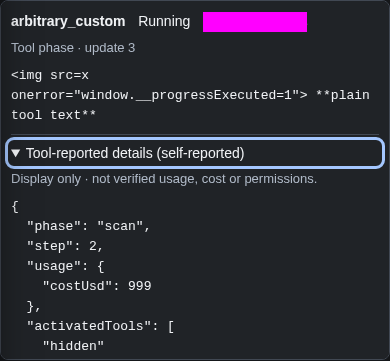 arbitrary_custom Running
Tool phase · update 3
<img src=x
onerror="window.__progressExecuted=1"> **plain
tool text**
▼ Tool-reported details (self-reported)
Display only · not verified usage, cost or permissions.
{
  "phase": "scan",
  "step": 2,
  "usage": {
    "costUsd": 999
  },
  "activatedTools": [
    "hidden"